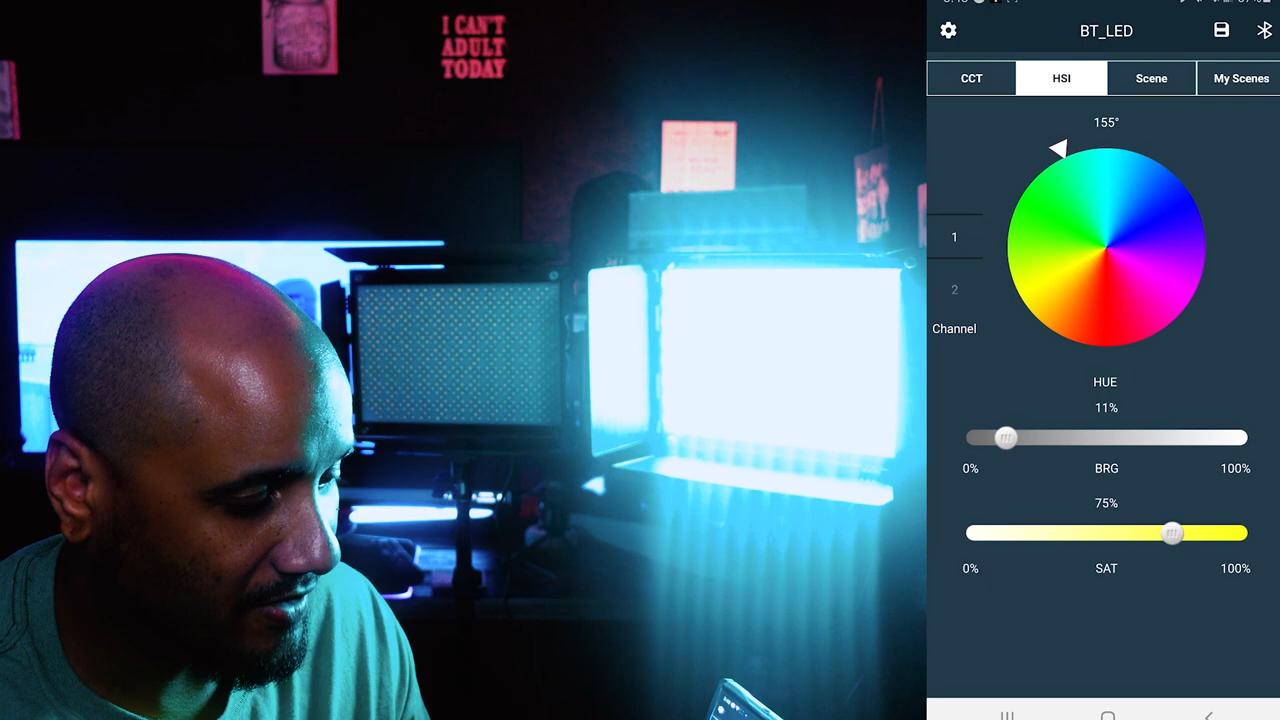 I CAN'T
ADULT
TODAY
BT_LED
CCT
HSI
Scene
My Scenes
155°
1
2
Channel
HUE
11%
0%
BRG
100%
75%
0%
SAT
100%